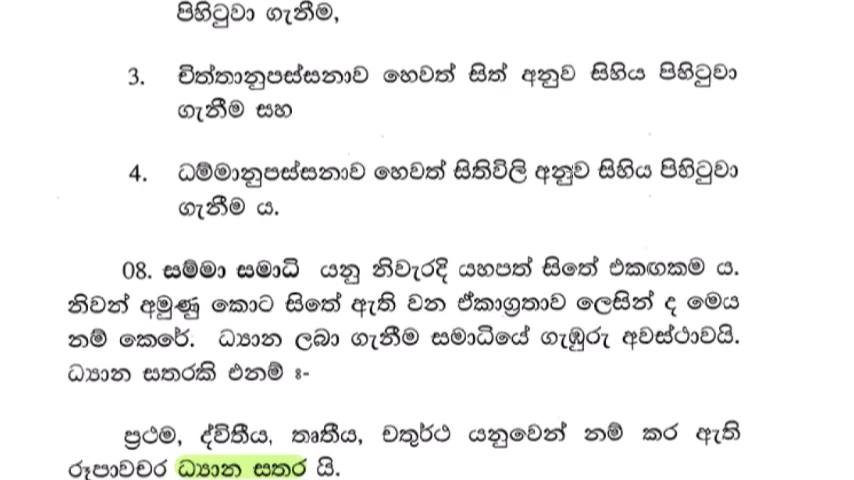 පිහිටුවා ගැනීම,
3. චිත්තානුපස්සනාව හෙවත් සිත් අනුව සිහිය පිහිටුවා
ගැනීම සහ
4. ධම්මානුපස්සනාව හෙවත් සිතිවිලි අනුව සිහිය පිහිටුවා
ගැනීම ය.
08. සම්මා සමාධි යනු නිවැරදි යහපත් සිතේ එකඟකම ය.
නිවන් අමුණු කොට සිතේ ඇති වන ඒකාග්‍රතාව ලෙසින් ද මෙය
නම් කෙරේ. ධ්‍යාන ලබා ගැනීම සමාධියේ ගැඹුරු අවස්ථාවයි.
ධ්‍යාන සතරකි එනම් ඃ-
ප්‍රථම, ද්විතීය, තෘතීය, චතුර්ථ යනුවෙන් නම් කර ඇති
රූපාවචර ධ්‍යාන සතර යි.